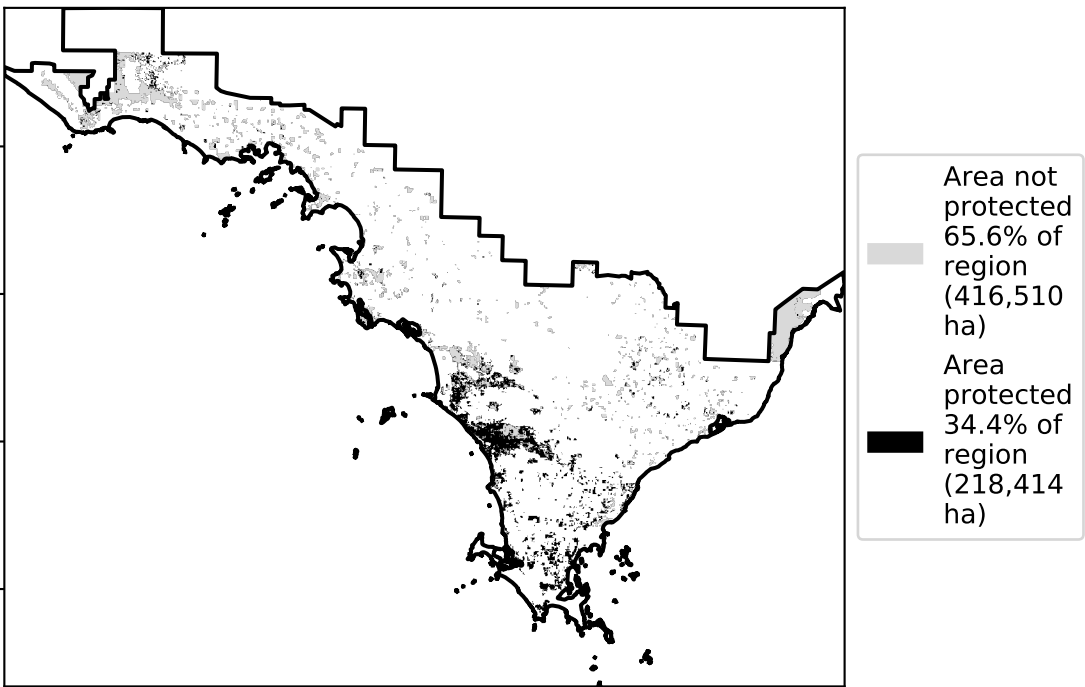 Area not
protected
65.6% of
region
(416,510
ha)
Area
protected
34.4% of
region
(218,414
ha)